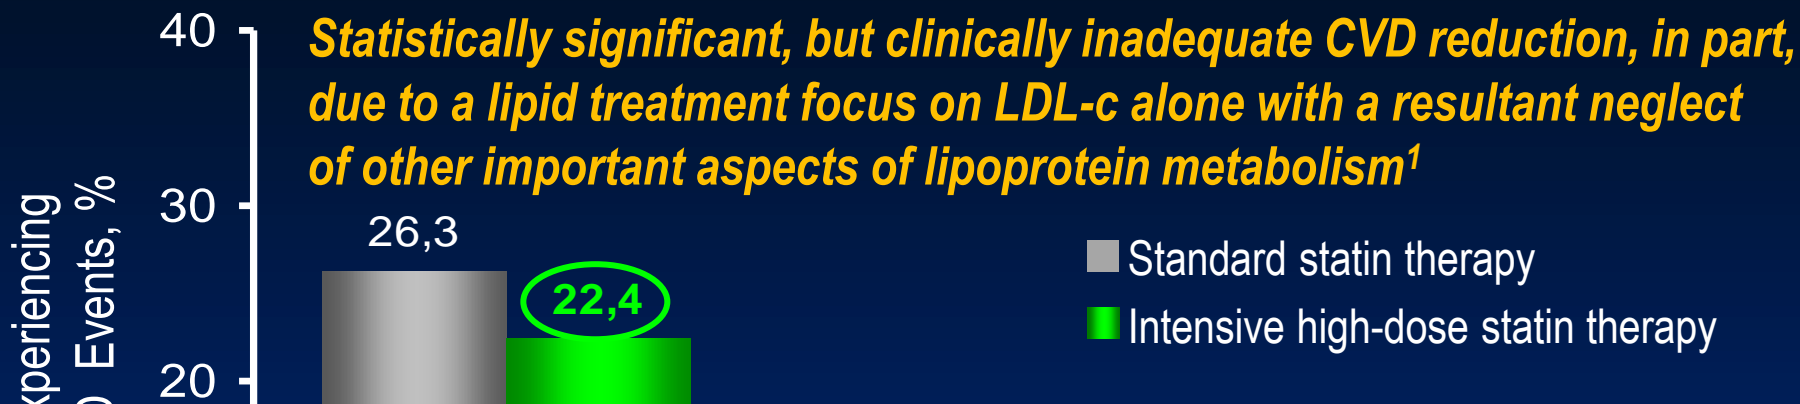 40
Statistically significant, but clinically inadequate CVD reduction, in part,
due to a lipid treatment focus on LDL-c alone with a resultant neglect
of other important aspects of lipoprotein metabolism¹
Events, %
30
26,3
22,4
Standard statin therapy
Intensive high-dose statin therapy
20